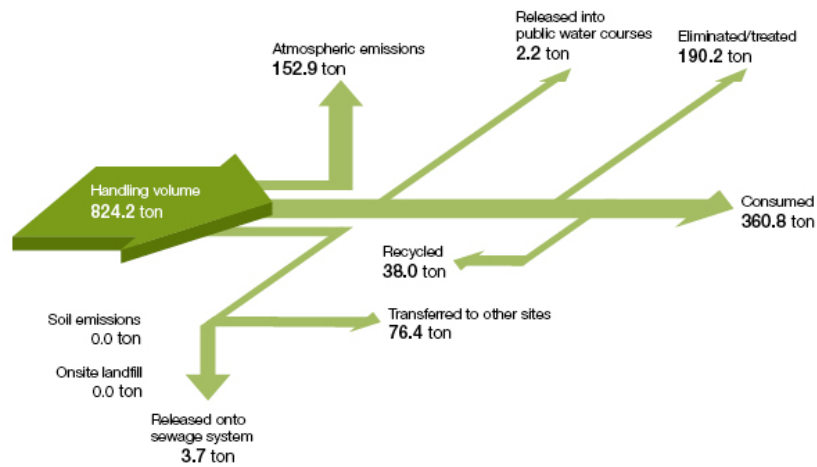 Released into
public water courses
2.2 ton
Eliminated/treated
190.2 ton
Atmospheric emissions
152.9 ton
Handling volume
824.2 ton
Consumed
360.8 ton
Recycled
38.0 ton
Soil emissions
0.0 ton
Transferred to other sites
76.4 ton
Onsite landfill
0.0 ton
Released onto
sewage system
3.7 ton